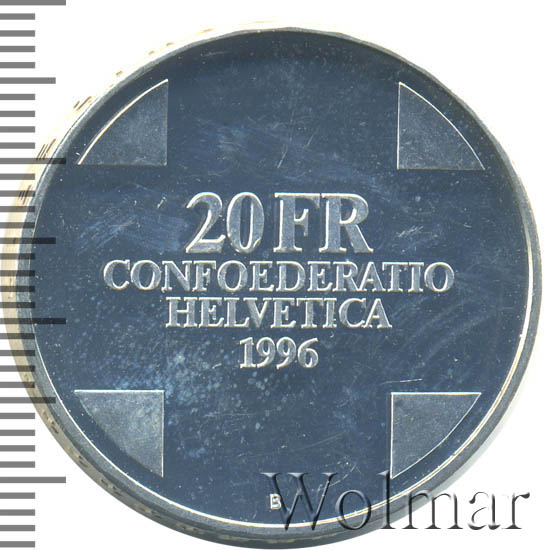 20 FR
CONFOEDERATIO
HELVETICA
1996
B
Wolmar